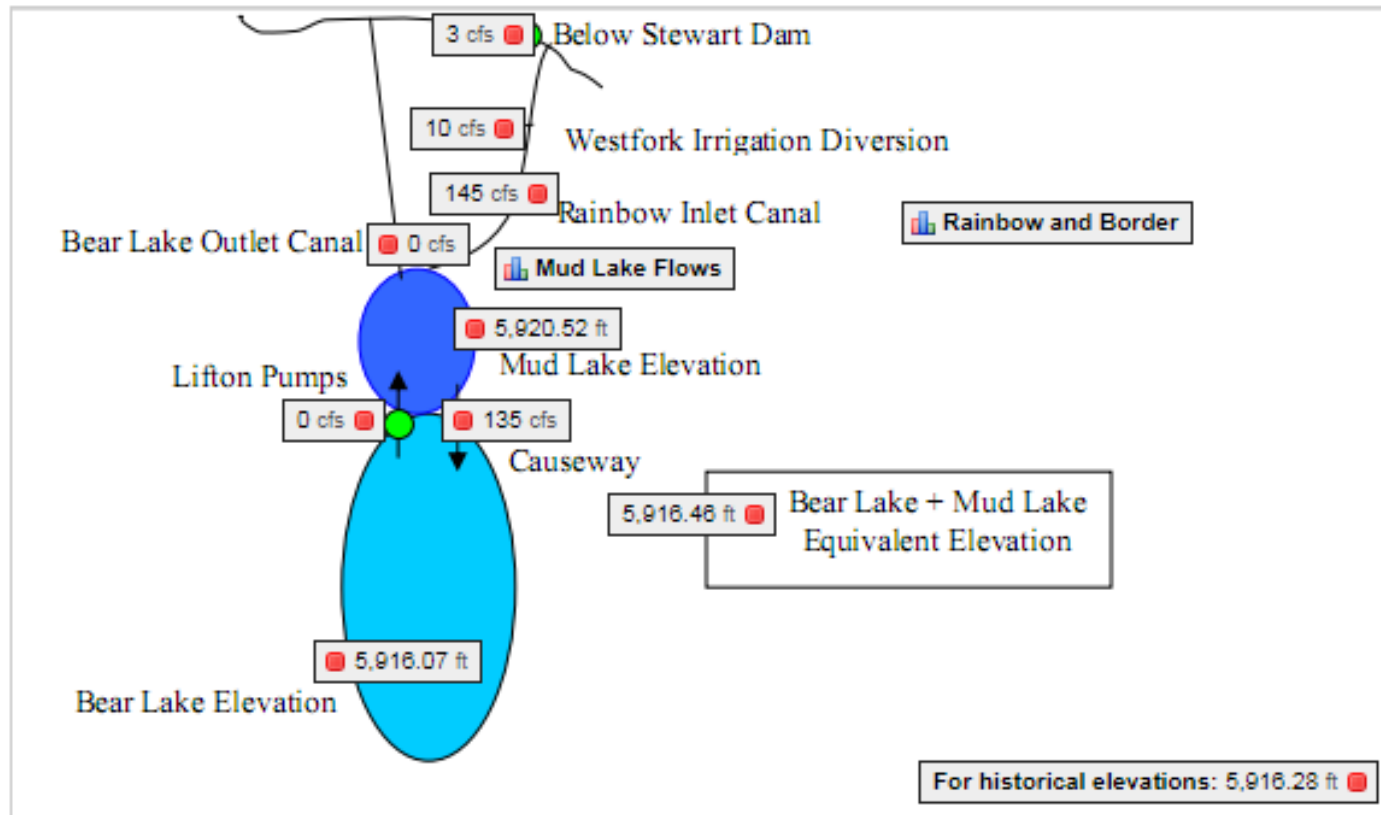 3 cfs
Below Stewart Dam
10 cfs
Westfork Irrigation Diversion
145 cfs
Rainbow Inlet Canal
Rainbow and Border
Bear Lake Outlet Canal
0 cfs
Mud Lake Flows
5,920.52 ft
Mud Lake Elevation
Lifton Pumps
0 cfs
135 cfs
Causeway
5,916.46 ft
Bear Lake + Mud Lake
Equivalent Elevation
5,916.07 ft
Bear Lake Elevation
For historical elevations: 5,916.28 ft